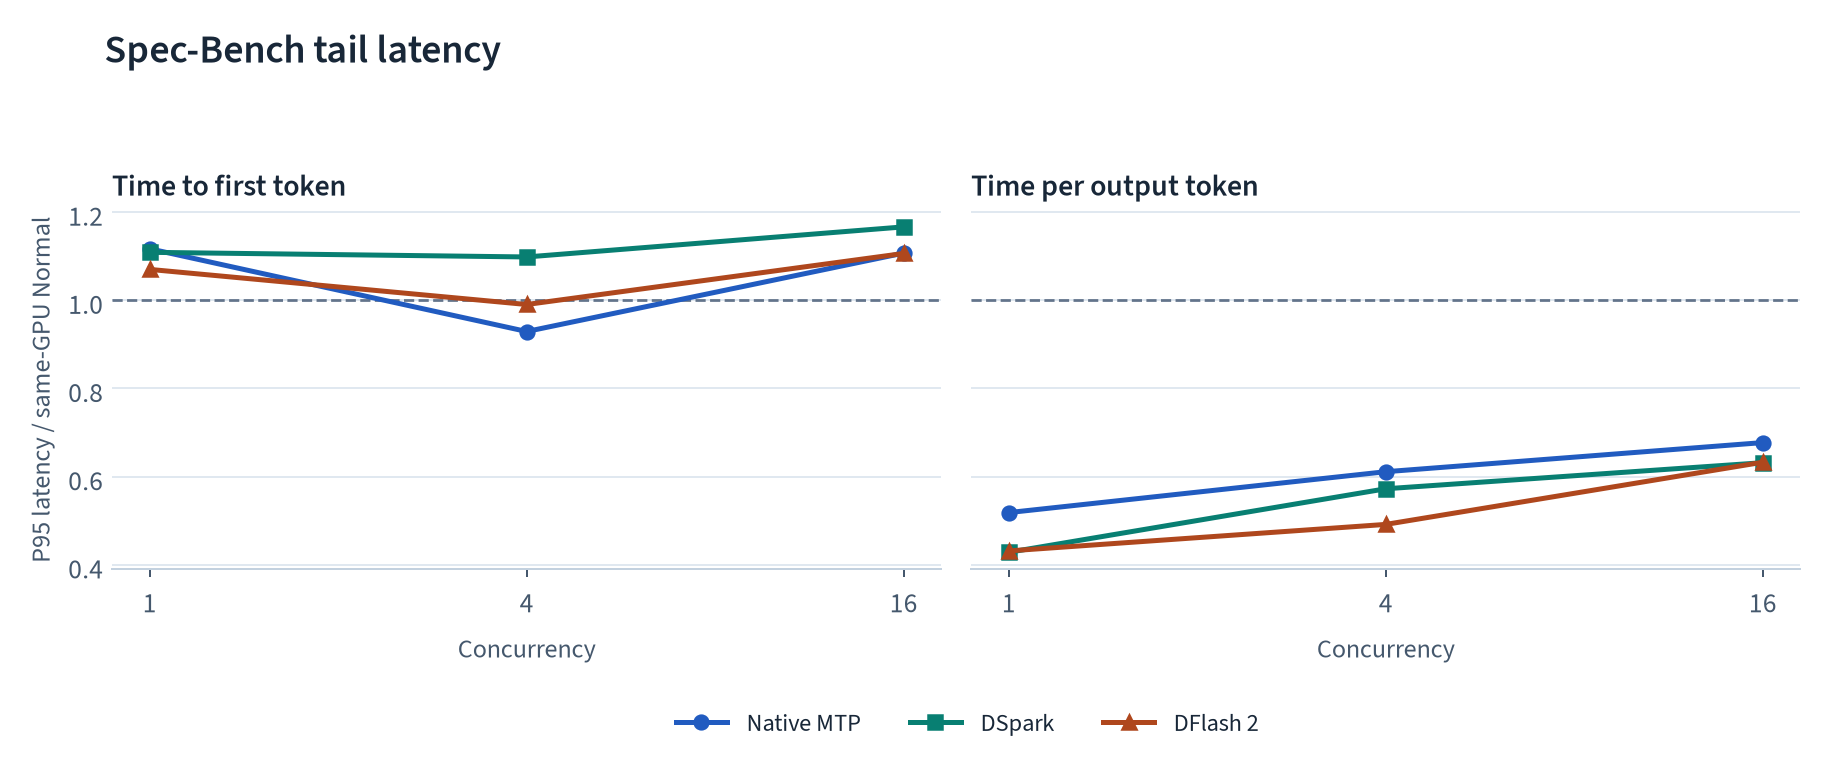 Spec-Bench tail latency
Time to first token
Time per output token
P95 latency / same-GPU Normal
1.2
1.0
0.8
0.6
0.4
1
4
16
1
4
16
Concurrency
Concurrency
Native MTP
DSpark
DFlash 2